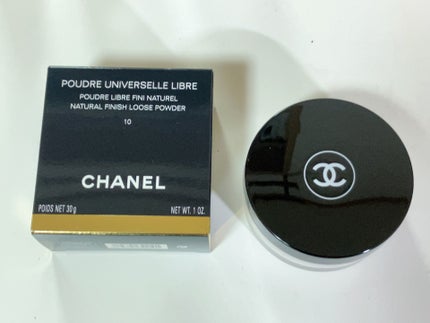 POUDRE UNIVERSELLE LIBRE
POUDRE LIBRE FINI NATUREL
NATURAL FINISH LOOSE POWDER
10
CHANEL
POIDS NET 30g NET WT. 1 OZ.